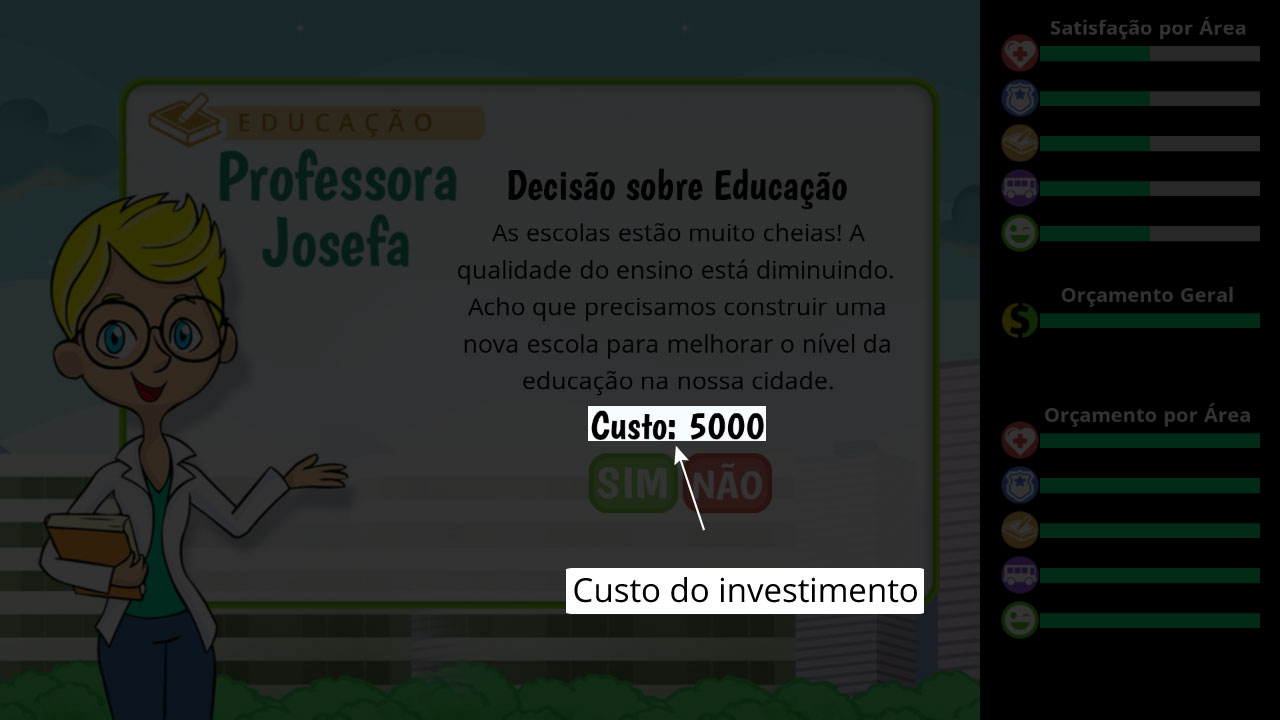 EDUCAÇÃO
Professora
Josefa
Decisão sobre Educação
As escolas estão muito cheias! A
qualidade do ensino está diminuindo.
Acho que precisamos construir uma
nova escola para melhorar o nível da
educação na nossa cidade.
Custo: 5000
SIM NÃO
Custo do investimento
Satisfação por Área
Orçamento Geral
Orçamento por Área